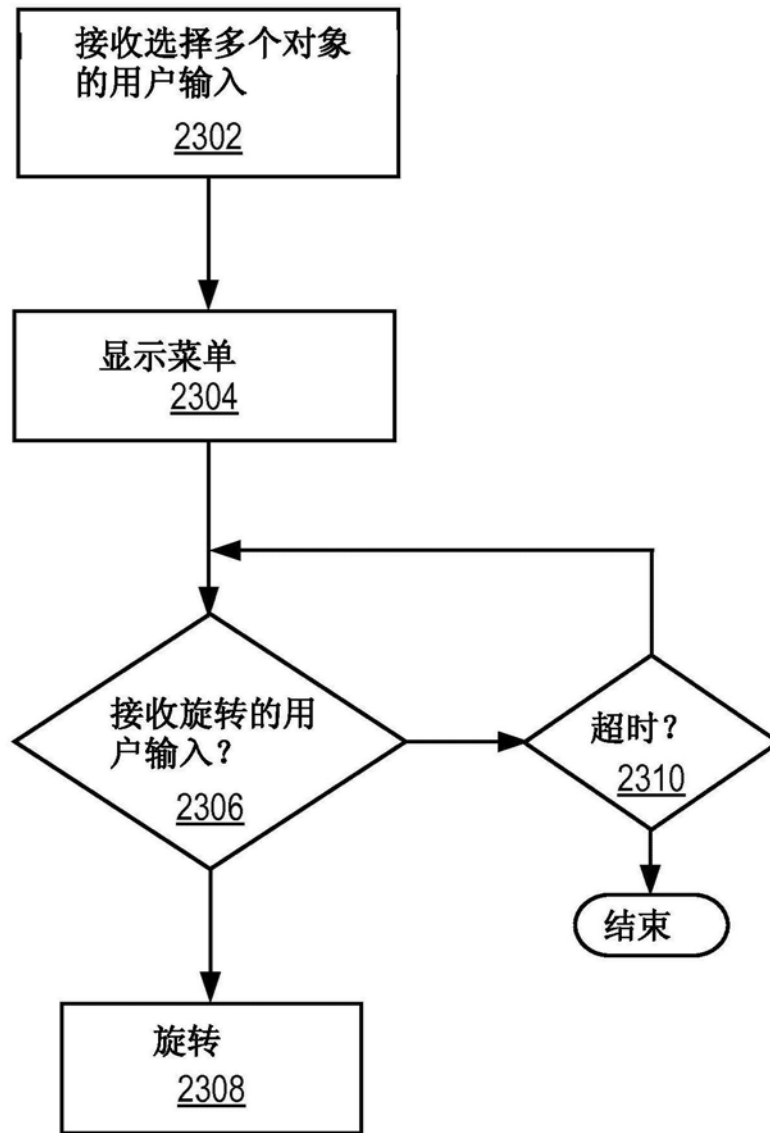 接收选择多个对象
的用户输入
2302
显示菜单
2304
接收旋转的用
户输入？
2306
超时？
2310
结束
旋转
2308